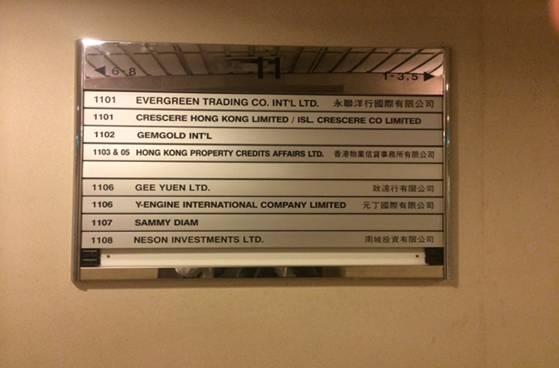 ◀ 6-8 11 1-3,5 ▶
1101 EVERGREEN TRADING CO. INT'L LTD. 永聯洋行國際有限公司
1101 CRESCERE HONG KONG LIMITED / ISL. CRESCERE CO LIMITED
1102 GEMGOLD INT'L
1103 & 05 HONG KONG PROPERTY CREDITS AFFAIRS LTD. 香港物業信貸事務所有限公司
1106 GEE YUEN LTD. 致遠行有限公司
1106 Y-ENGINE INTERNATIONAL COMPANY LIMITED 元丁國際有限公司
1107 SAMMY DIAM
1108 NESON INVESTMENTS LTD. 南城投資有限公司